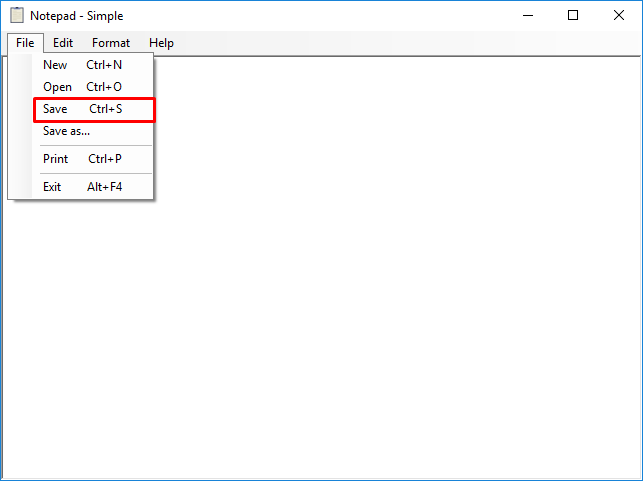 Notepad - Simple
File Edit Format Help
New Ctrl+N
Open Ctrl+O
Save Ctrl+S
Save as...
Print Ctrl+P
Exit Alt+F4